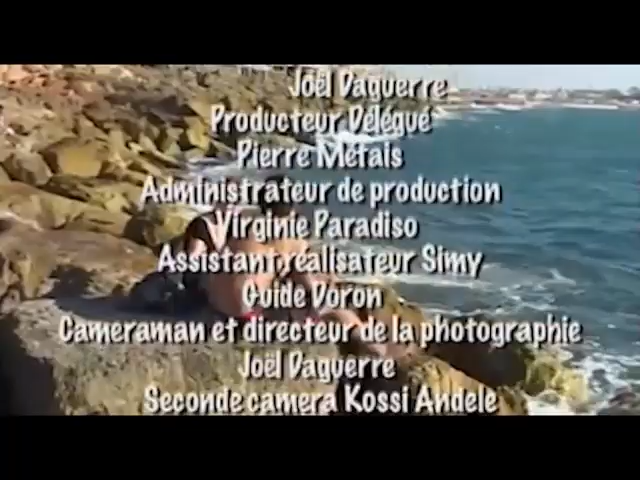 Joël Daguerre
Producteur Délégué
Pierre Métais
Administrateur de production
Virginie Paradiso
Assistant réalisateur Simy
Guide Doron
Cameraman et directeur de la photographie
Joël Daguerre
Seconde camera Kossi Andele